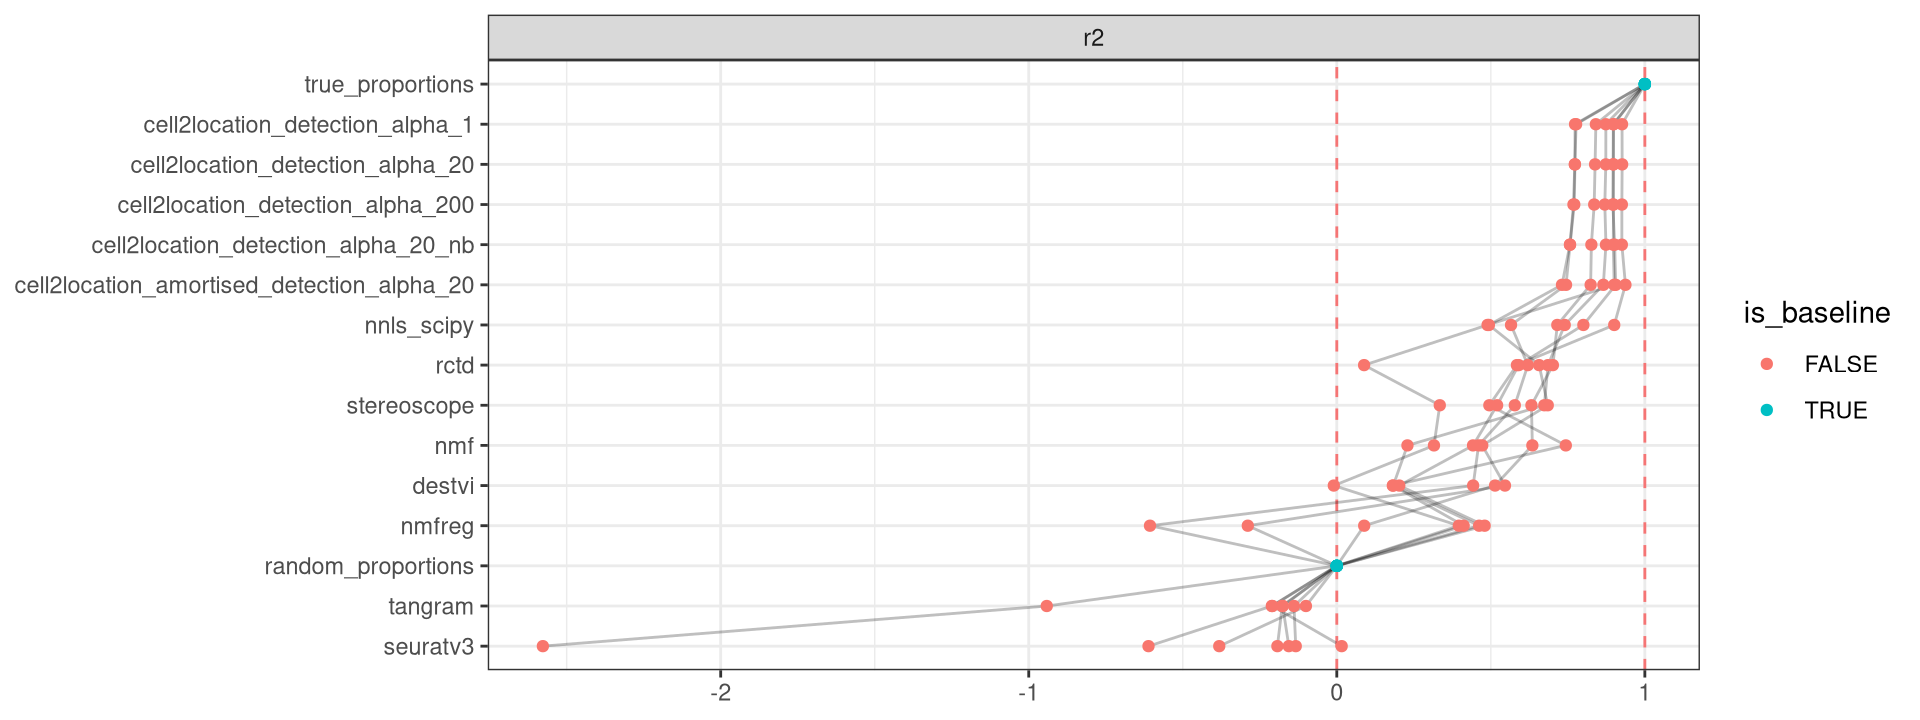 r2
true_proportions
cell2location_detection_alpha_1
cell2location_detection_alpha_20
cell2location_detection_alpha_200
cell2location_detection_alpha_20_nb
cell2location_amortised_detection_alpha_20
nnls_scipy
rctd
stereoscope
nmf
destvi
nmfreg
random_proportions
tangram
seuratv3
-2 -1 0 1
is_baseline
FALSE
TRUE